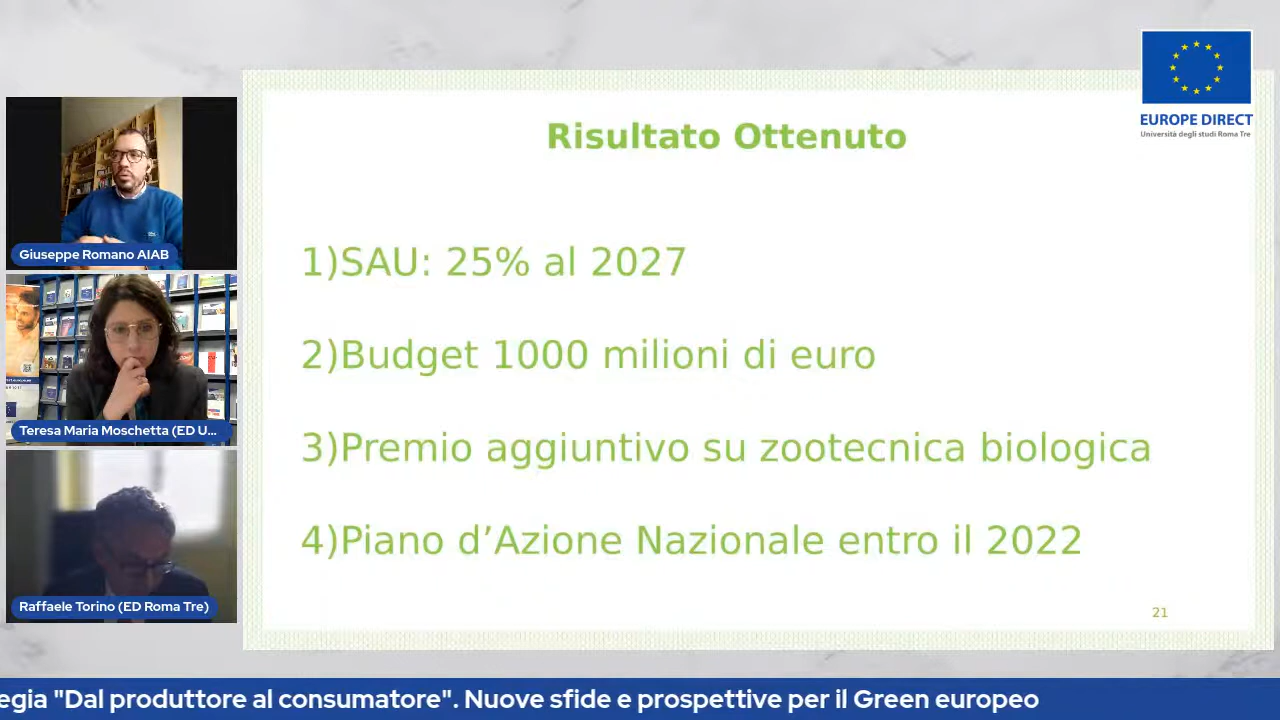 EUROPE DIRECT
Università degli studi Roma Tre
Risultato Ottenuto
1)SAU: 25% al 2027
2)Budget 1000 milioni di euro
3)Premio aggiuntivo su zootecnica biologica
4)Piano d’Azione Nazionale entro il 2022
21
Giuseppe Romano AIAB
Teresa Maria Moschetta (ED U...
Raffaele Torino (ED Roma Tre)
egia "Dal produttore al consumatore". Nuove sfide e prospettive per il Green europeo